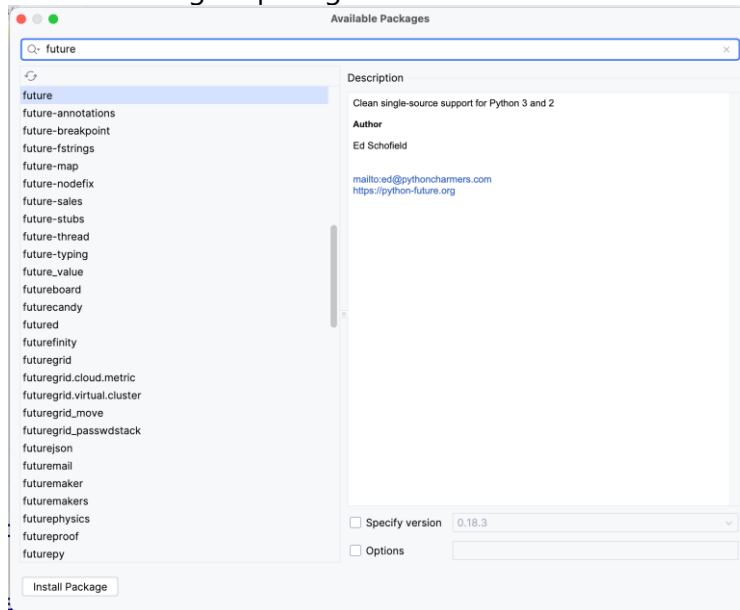 Available Packages
future
Description
future
future-annotations
future-breakpoint
future-fstrings
future-map
future-nodefix
future-sales
future-stubs
future-thread
future-typing
future_value
futureboard
futurecandy
futured
futurefinity
futuregrid
futuregrid.cloud.metric
futuregrid.virtual.cluster
futuregrid_move
futuregrid_passwdstack
futurejson
futuremail
futuremaker
futuremakers
futurephysics
futureproof
futurepy
Clean single-source support for Python 3 and 2
Author
Ed Schofield
mailto:ed@pythoncharmers.com
https://python-future.org
Specify version 0.18.3
Options
Install Package